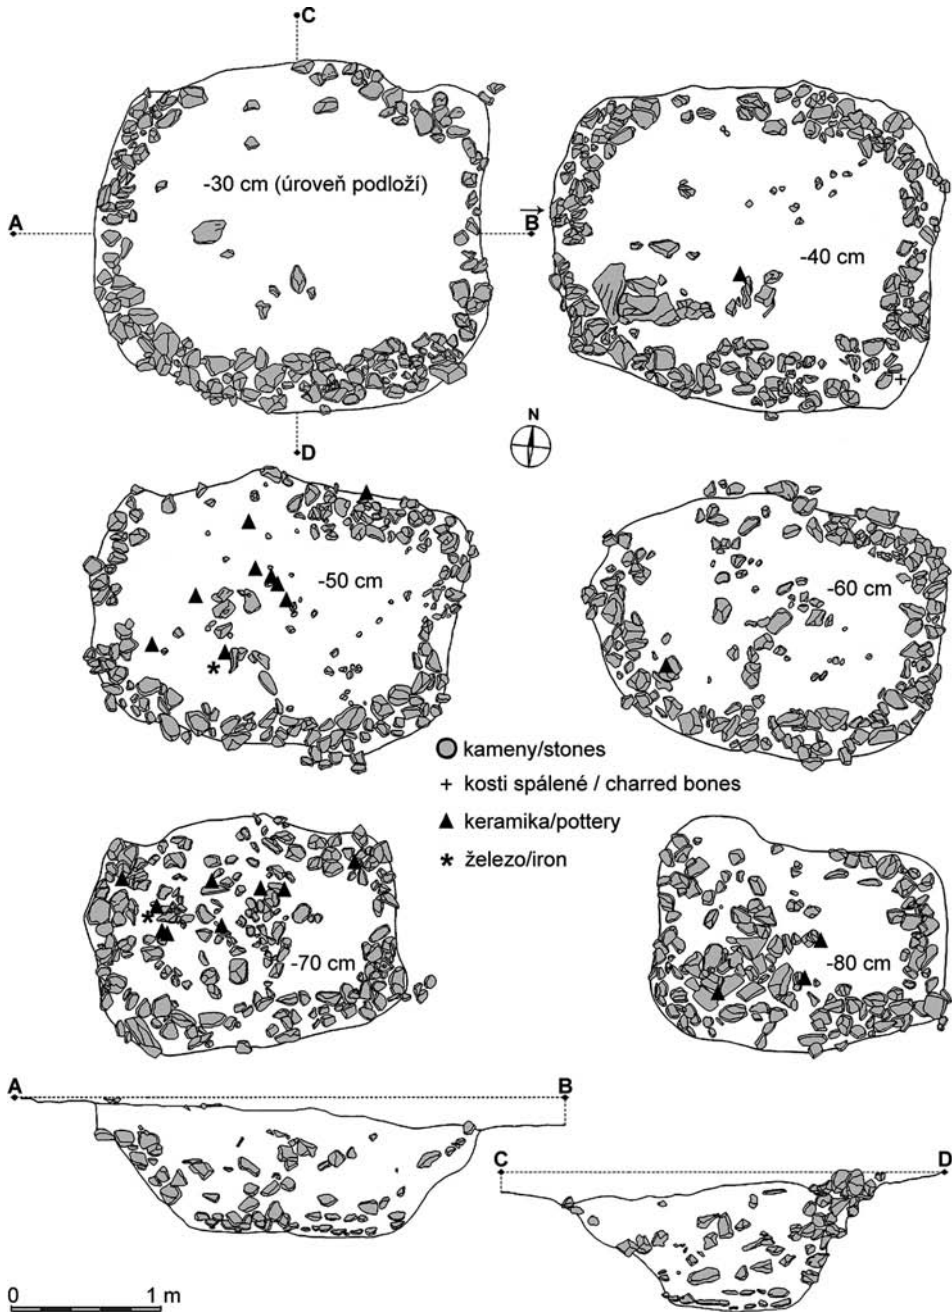 C
-30 cm (úroveň podloží)
A
B
-40 cm
+
D
N
-50 cm
*
-60 cm
kameny/stones
+ kosti spálené / charred bones
▲ keramika/pottery
* železo/iron
*
-70 cm
-80 cm
A
B
C
D
0 1 m